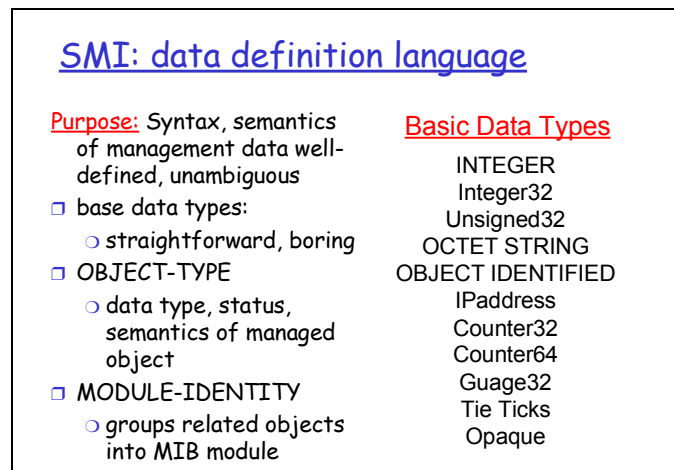 SMI: data definition language
Purpose: Syntax, semantics
of management data well-
defined, unambiguous
base data types:
straightforward, boring
OBJECT-TYPE
data type, status,
semantics of managed
object
MODULE-IDENTITY
groups related objects
into MIB module
Basic Data Types
INTEGER
Integer32
Unsigned32
OCTET STRING
OBJECT IDENTIFIED
IPaddress
Counter32
Counter64
Guage32
Tie Ticks
Opaque